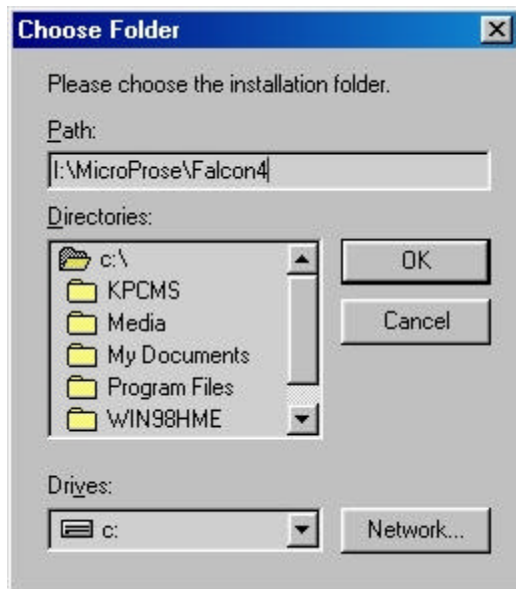 Choose Folder
Please choose the installation folder.
Path:
I:\MicroProse\Falcon4
Directories:
c:\
OK
KPCMS
Media
Cancel
My Documents
Program Files
WIN98HME
Drives:
c:
Network...